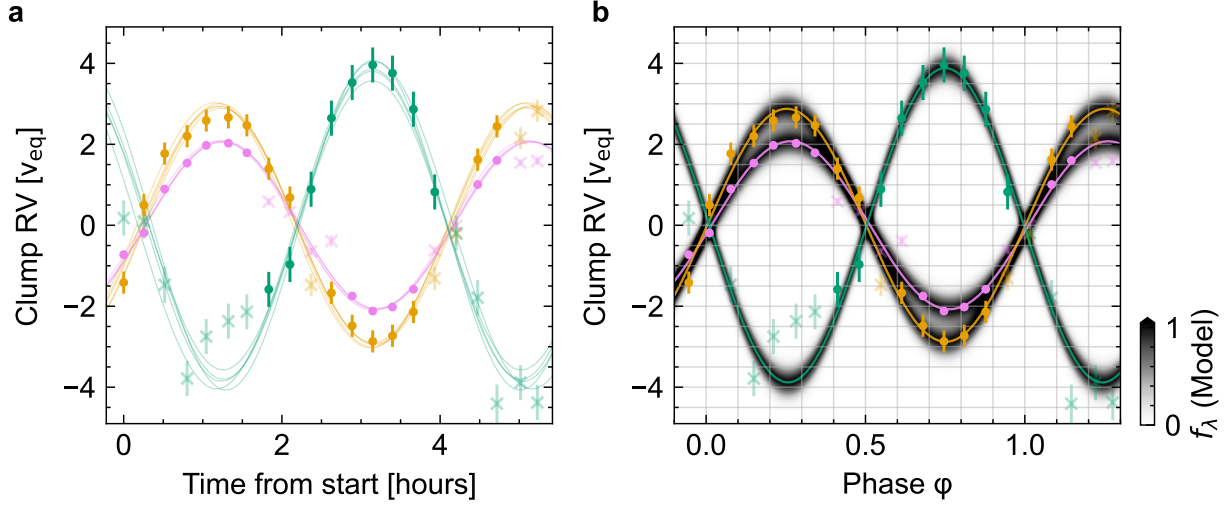 a
b
Clump RV [v_eq]
4
2
0
−2
−4
0
2
4
Time from start [hours]
Clump RV [v_eq]
4
2
0
−2
−4
0.0
0.5
1.0
Phase φ
1
0
f_λ (Model)